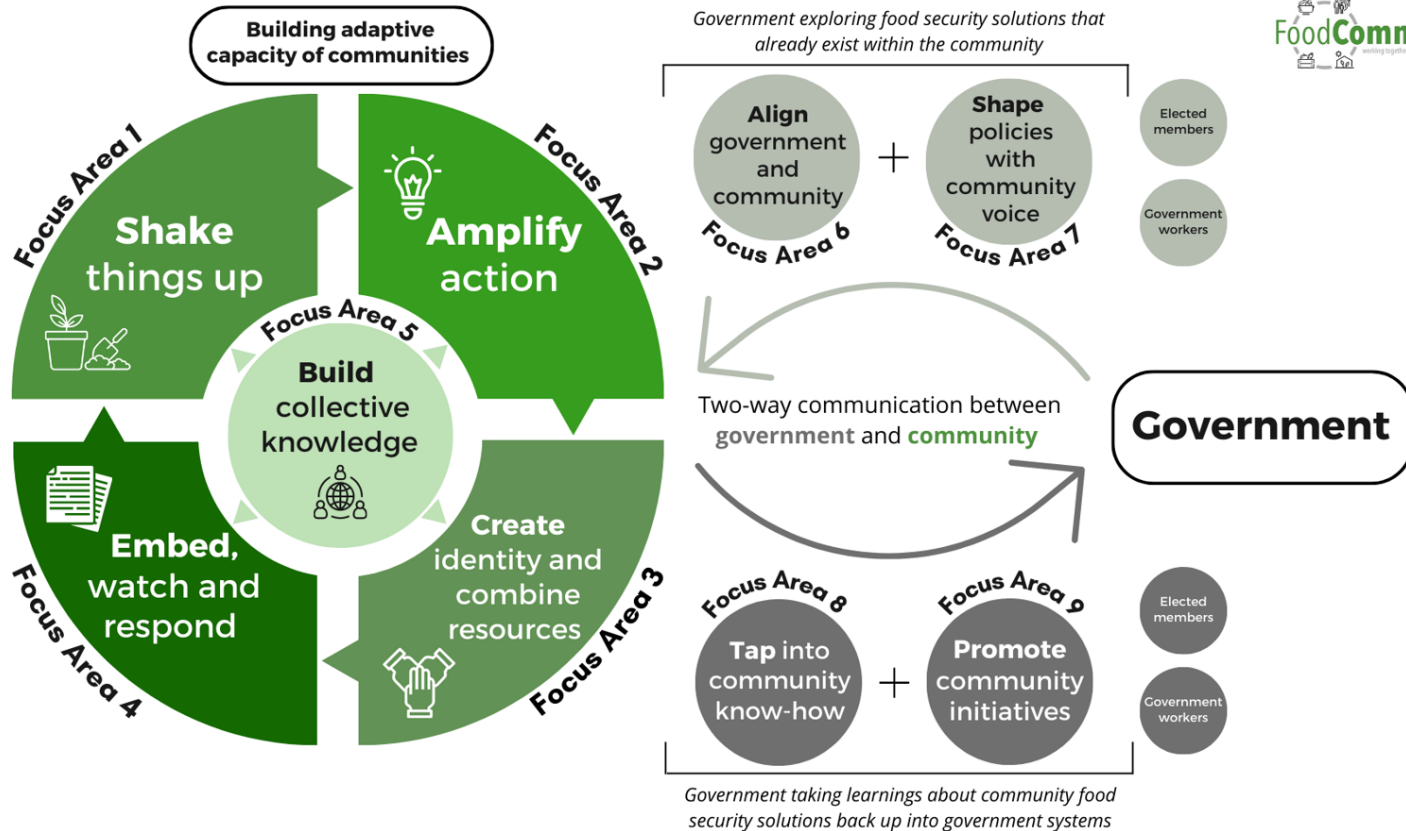 Building adaptive
capacity of communities
Focus Area 1
Shake
things up
Focus Area 2
Amplify
action
Focus Area 5
Build
collective
knowledge
Focus Area 4
Embed,
watch and
respond
Focus Area 3
Create
identity and
combine
resources
Government exploring food security solutions that
already exist within the community
Align
government
and
community
Focus Area 6
+
Shape
policies
with
community
voice
Focus Area 7
Elected
members
Government
workers
FoodComm
working together
Two-way communication between
government and community
Government
Focus Area 8
Tap into
community
know-how
+
Focus Area 9
Promote
community
initiatives
Elected
members
Government
workers
Government taking learnings about community food
security solutions back up into government systems